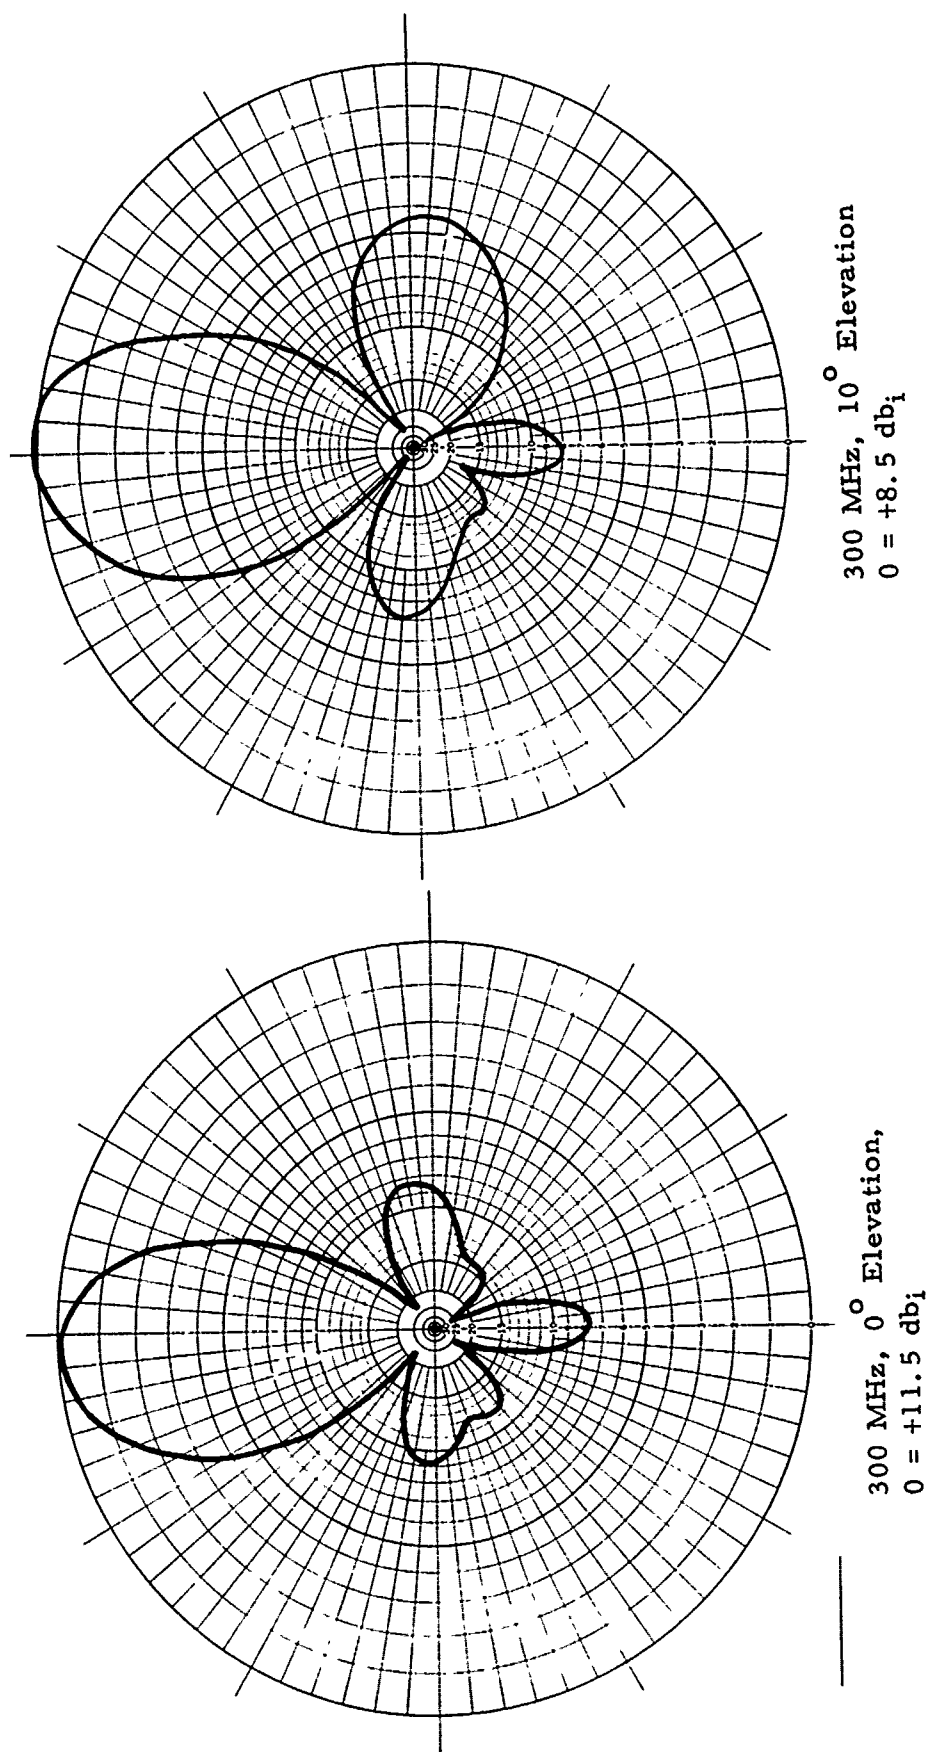 300 MHz, 0° Elevation,
0 = +11.5 db_i
300 MHz, 10° Elevation
0 = +8.5 db_i